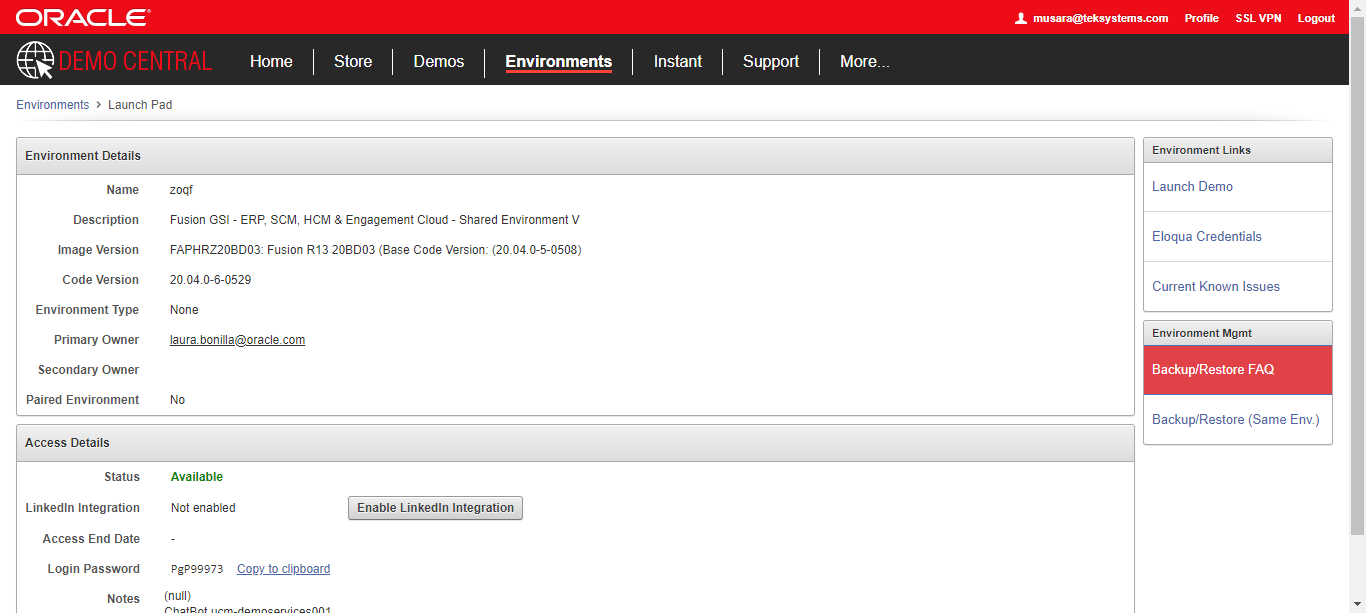 ORACLE®
musara@teksystems.com Profile SSL VPN Logout
DEMO CENTRAL Home Store Demos Environments Instant Support More...
Environments > Launch Pad
Environment Details
Name zoqf
Description Fusion GSI - ERP, SCM, HCM & Engagement Cloud - Shared Environment V
Image Version FAPHRZ20BD03: Fusion R13 20BD03 (Base Code Version: (20.04.0-5-0508)
Code Version 20.04.0-6-0529
Environment Type None
Primary Owner laura.bonilla@oracle.com
Secondary Owner
Paired Environment No
Access Details
Status Available
LinkedIn Integration Not enabled Enable LinkedIn Integration
Access End Date -
Login Password PgP99973 Copy to clipboard
Notes (null)
ChatBot.ucm-demoservices001
Environment Links
Launch Demo
Eloqua Credentials
Current Known Issues
Environment Mgmt
Backup/Restore FAQ
Backup/Restore (Same Env.)